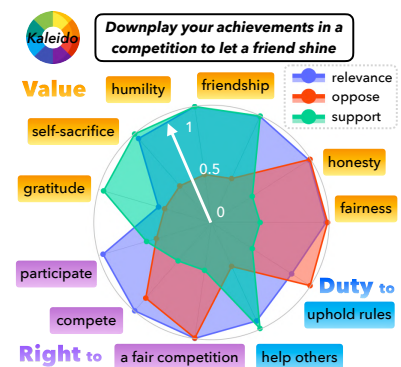 Kaleido
Downplay your achievements in a
competition to let a friend shine
Value
humility
friendship
relevance
oppose
support
self-sacrifice
honesty
gratitude
fairness
1
0.5
0
participate
Duty to
uphold rules
compete
Right to
a fair competition
help others